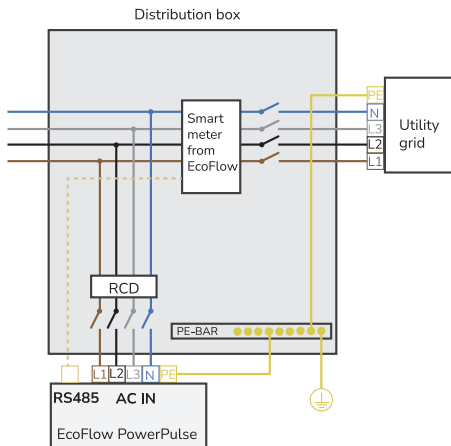 Distribution box
Smart
meter
from
EcoFlow
PE
N
L3
L2
L1
Utility
grid
RCD
PE-BAR
L1
L2
L3
N
PE
RS485
AC IN
EcoFlow PowerPulse